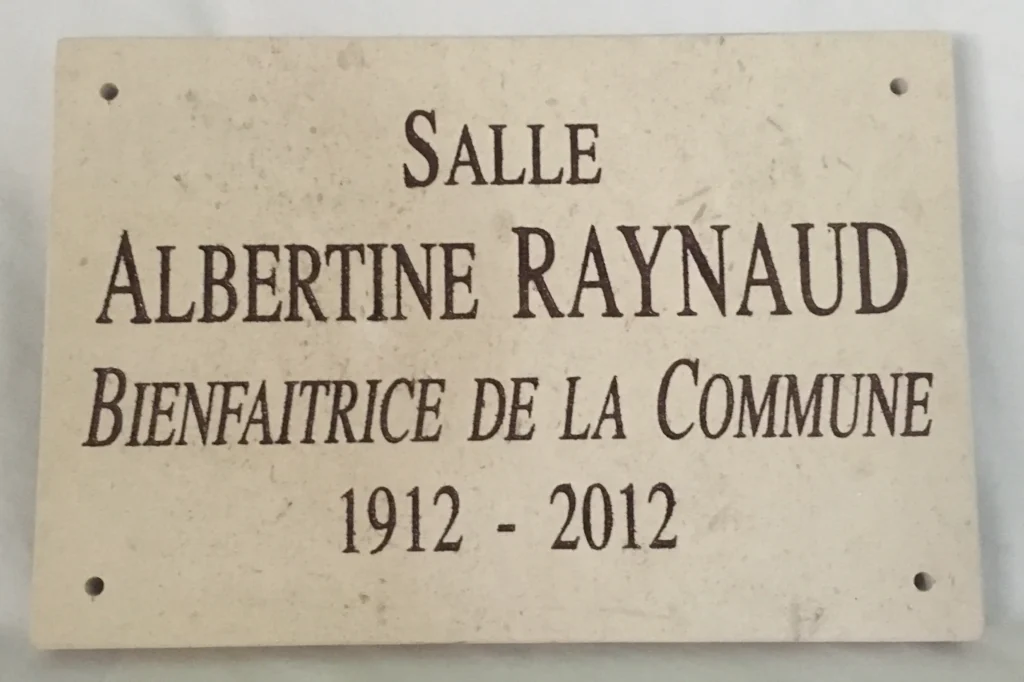 SALLE
ALBERTINE RAYNAUD
BIENFAITRICE DE LA COMMUNE
1912 - 2012